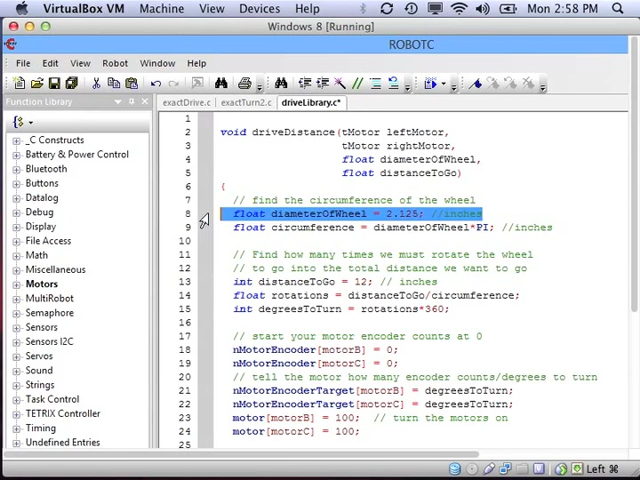 VirtualBox VM Machine View Devices Help Mon 2:58 PM
Windows 8 [Running]
ROBOTC
File Edit View Robot Window Help
Function Library
exactDrive.c exactTurn2.c driveLibrary.c*
_C Constructs
Battery & Power Control
Bluetooth
Buttons
Datalog
Debug
Display
File Access
Math
Miscellaneous
Motors
MultiRobot
Semaphore
Sensors
Sensors I2C
Servos
Sound
Strings
Task Control
TETRIX Controller
Timing
Undefined Entries
1
2 void driveDistance(tMotor leftMotor,
3 tMotor rightMotor,
4 float diameterOfWheel,
5 float distanceToGo)
6 {
7 // find the circumference of the wheel
8 float diameterOfWheel = 2.125; //inches
9 float circumference = diameterOfWheel*PI; //inches
10
11 // Find how many times we must rotate the wheel
12 // to go into the total distance we want to go
13 int distanceToGo = 12; // inches
14 float rotations = distanceToGo/circumference;
15 int degreesToTurn = rotations*360;
16
17 // start your motor encoder counts at 0
18 nMotorEncoder[motorB] = 0;
19 nMotorEncoder[motorC] = 0;
20 // tell the motor how many encoder counts/degrees to turn
21 nMotorEncoderTarget[motorB] = degreesToTurn;
22 nMotorEncoderTarget[motorC] = degreesToTurn;
23 motor[motorB] = 100; // turn the motors on
24 motor[motorC] = 100;
25
Left ⌘